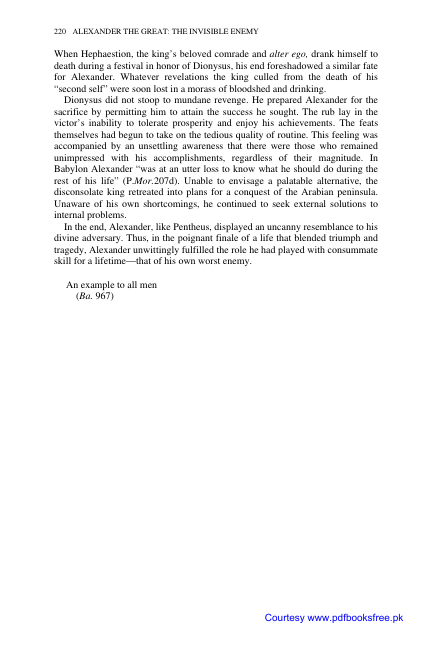 220 ALEXANDER THE GREAT: THE INVISIBLE ENEMY
When Hephaestion, the king's beloved comrade and alter ego, drank himself to
death during a festival in honor of Dionysus, his end foreshadowed a similar fate
for Alexander. Whatever revelations the king culled from the death of his
“second self” were soon lost in a morass of bloodshed and drinking.
Dionysus did not stoop to mundane revenge. He prepared Alexander for the
sacrifice by permitting him to attain the success he sought. The rub lay in the
victor's inability to tolerate prosperity and enjoy his achievements. The feats
themselves had begun to take on the tedious quality of routine. This feeling was
accompanied by an unsettling awareness that there were those who remained
unimpressed with his accomplishments, regardless of their magnitude. In
Babylon Alexander “was at an utter loss to know what he should do during the
rest of his life” (P.Mor.207d). Unable to envisage a palatable alternative, the
disconsolate king retreated into plans for a conquest of the Arabian peninsula.
Unaware of his own shortcomings, he continued to seek external solutions to
internal problems.
In the end, Alexander, like Pentheus, displayed an uncanny resemblance to his
divine adversary. Thus, in the poignant finale of a life that blended triumph and
tragedy, Alexander unwittingly fulfilled the role he had played with consummate
skill for a lifetime—that of his own worst enemy.
An example to all men
(Ba. 967)
Courtesy www.pdfbooksfree.pk